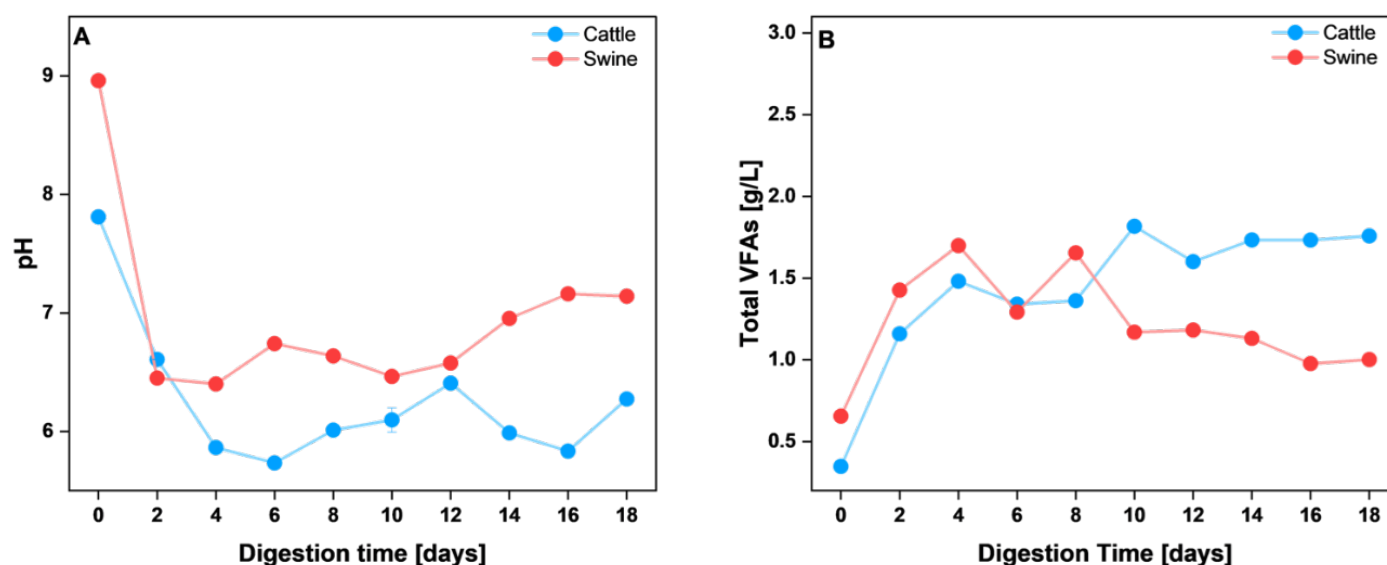 A
Cattle
Swine
9
8
7
6
pH
0 2 4 6 8 10 12 14 16 18
Digestion time [days]
B
Cattle
Swine
3.0
2.5
2.0
1.5
1.0
0.5
Total VFAs [g/L]
0 2 4 6 8 10 12 14 16 18
Digestion Time [days]